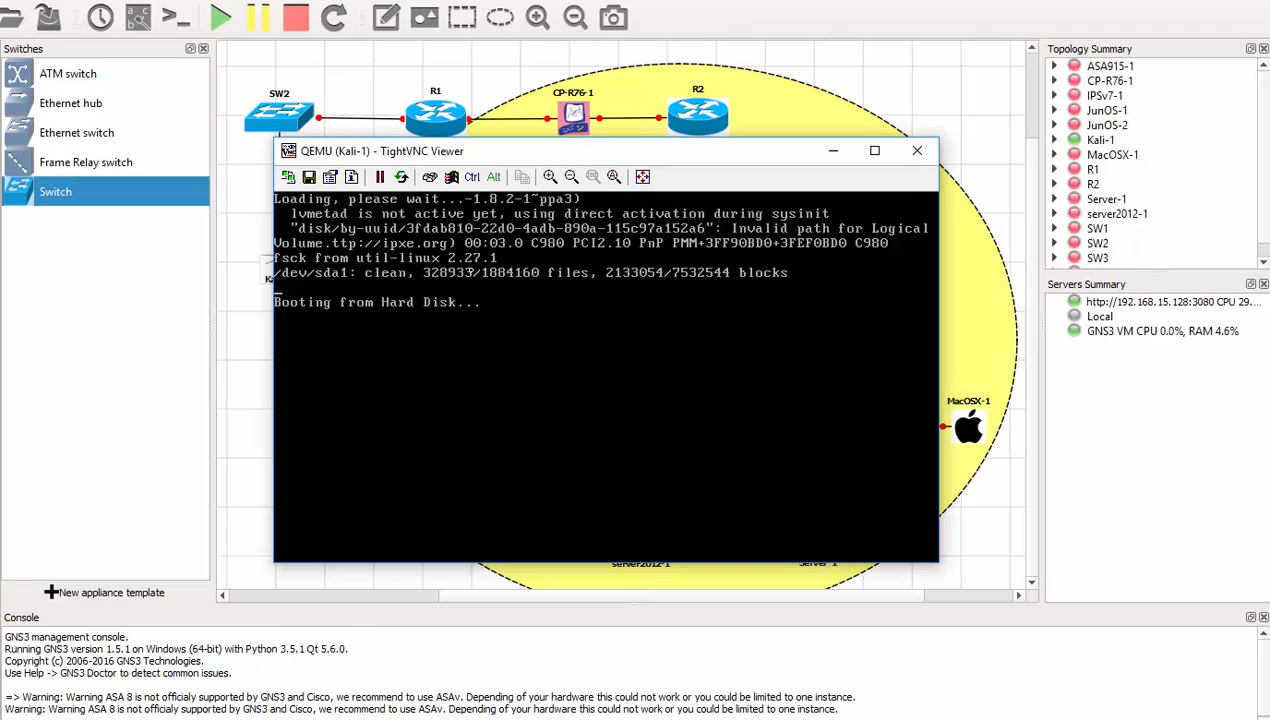 Switches
ATM switch
Ethernet hub
Ethernet switch
Frame Relay switch
Switch
New appliance template
SW2
R1
CP-R76-1
R2
QEMU (Kali-1) - TightVNC Viewer
Ctrl Alt
Loading, please wait...-1.8.2-1~ppa3)
lvmetad is not active yet, using direct activation during sysinit
"disk/by-uuid/3fdab810-22d0-4adb-890a-115c97a152a6": Invalid path for Logical
Volume.ttp://ipxe.org) 00:03.0 C980 PCI2.10 PnP PMM+3FF90BD0+3FEF0BD0 C980
fsck from util-linux 2.27.1
/dev/sda1: clean, 328933/1884160 files, 2133054/7532544 blocks
Booting from Hard Disk...
MacOSX-1
server2012-1
Server-1
Topology Summary
ASA915-1
CP-R76-1
IPSv7-1
JunOS-1
JunOS-2
Kali-1
MacOSX-1
R1
R2
Server-1
server2012-1
SW1
SW2
SW3
Servers Summary
http://192.168.15.128:3080 CPU 29....
Local
GNS3 VM CPU 0.0%, RAM 4.6%
Console
GNS3 management console.
Running GNS3 version 1.5.1 on Windows (64-bit) with Python 3.5.1 Qt 5.6.0.
Copyright (c) 2006-2016 GNS3 Technologies.
Use Help -> GNS3 Doctor to detect common issues.
=> Warning: Warning ASA 8 is not officialy supported by GNS3 and Cisco, we recommend to use ASAv. Depending of your hardware this could not work or you could be limited to one instance.
Warning: Warning ASA 8 is not officialy supported by GNS3 and Cisco, we recommend to use ASAv. Depending of your hardware this could not work or you could be limited to one instance.